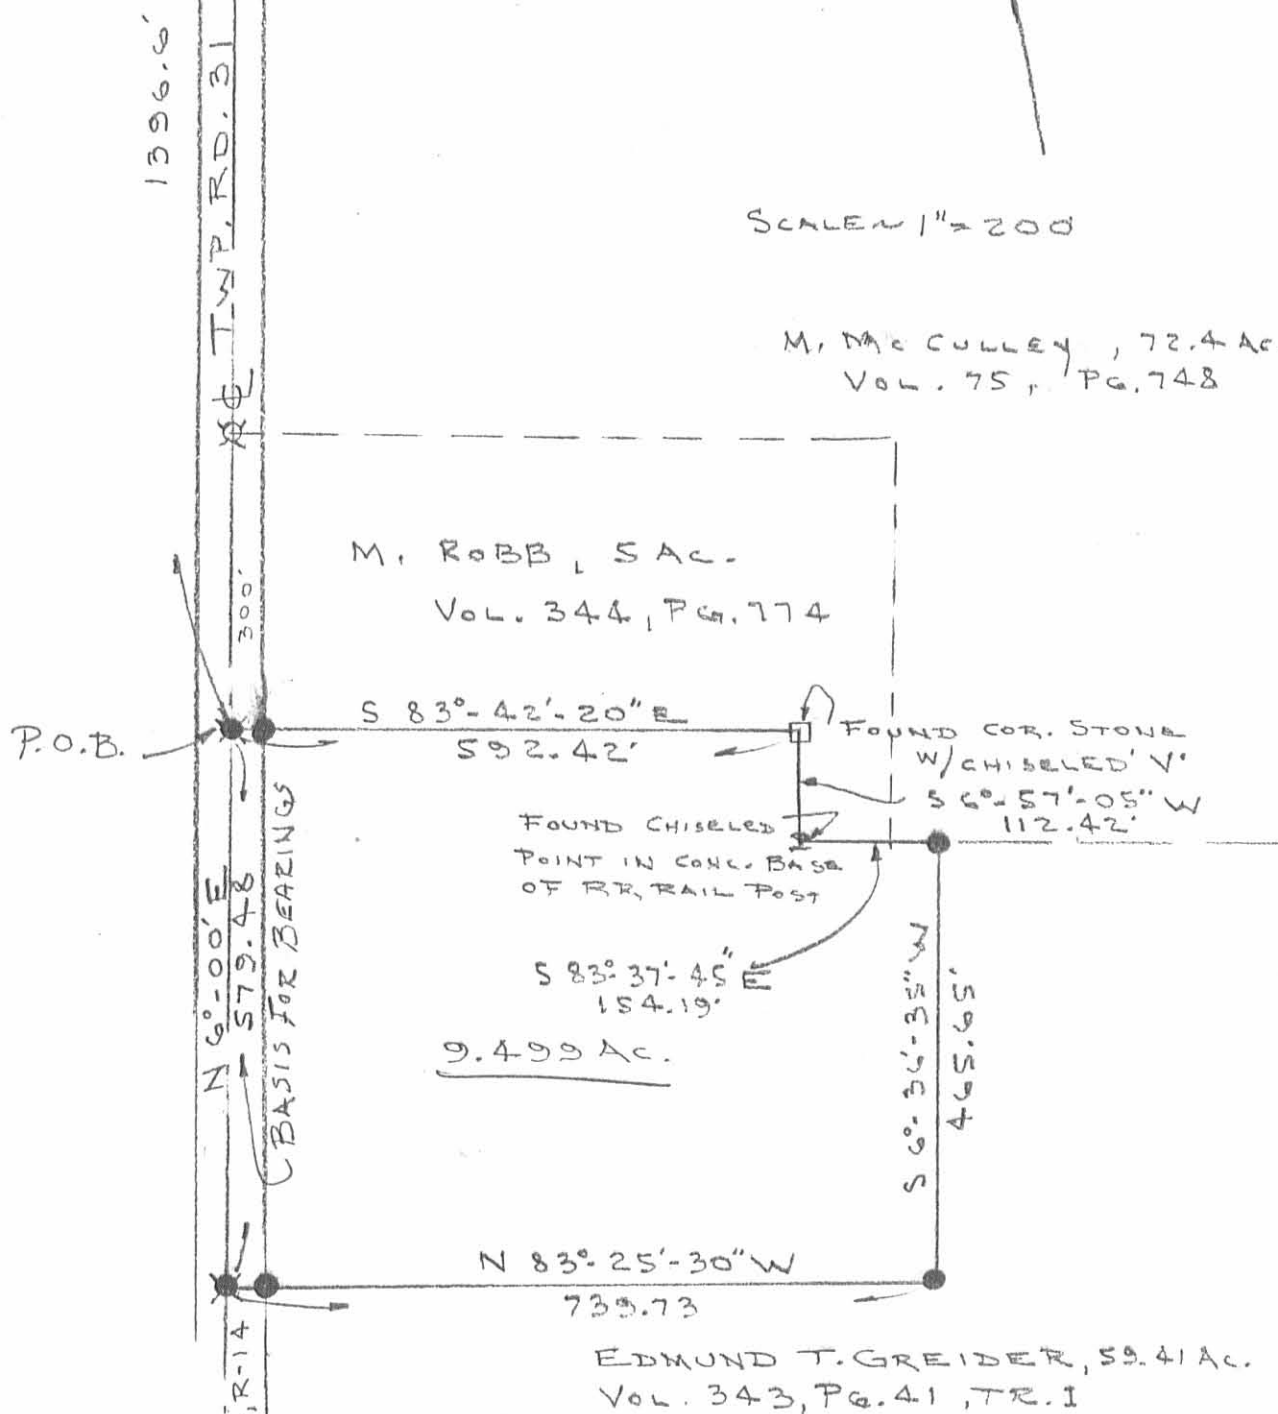 1396.6'
℄ TWP. RD. 31
SCALE ~ 1" = 200'
M. Mc CULLEY, 72.4 AC
VOL. 75, PG. 748
M. ROBB, 5 AC.
VOL. 344, PG. 774
300'
P.O.B.
S 83°-42'-20" E
592.42'
FOUND COR. STONE
W/CHISELED 'V'
S 6°-57'-05" W
112.42'
FOUND CHISELED
POINT IN CONC. BASE
OF RR, RAIL POST
S 83°-37'-45" E
154.19'
9.499 AC.
N 6°-00' E
579.48
BASIS FOR BEARINGS
S 6°-36'-35" W
465.65'
N 83°-25'-30" W
739.73
R-14
EDMUND T. GREIDER, 59.41 AC.
VOL. 343, PG. 41, TR. I